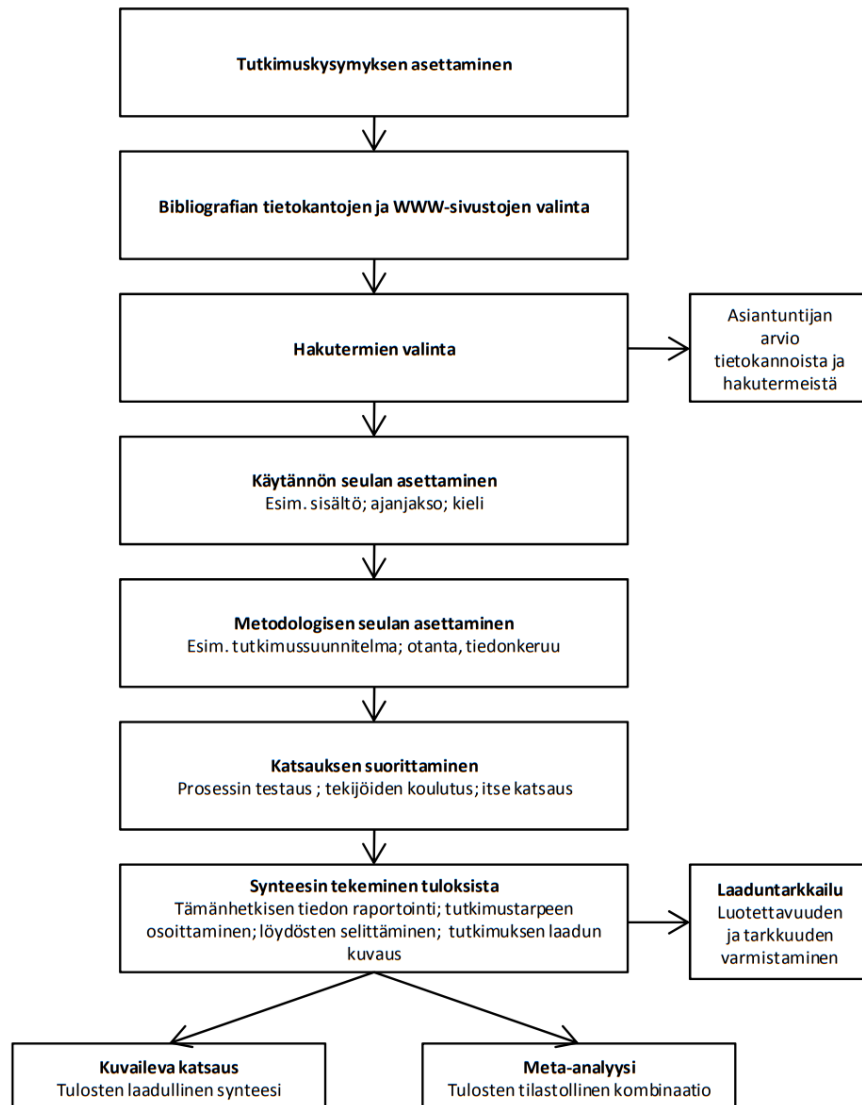 Tutkimuskysymyksen asettaminen
Bibliografian tietokantojen ja WWW-sivustojen valinta
Hakutermien valinta
Asiantuntijan
arvio
tietokannoista ja
hakutermeistä
Käytännön seulan asettaminen
Esim. sisältö; ajanjakso; kieli
Metodologisen seulan asettaminen
Esim. tutkimussuunnitelma; otanta, tiedonkeruu
Katsauksen suorittaminen
Prosessin testaus ; tekijöiden koulutus; itse katsaus
Synteesin tekeminen tuloksista
Tämänhetkisen tiedon raportointi; tutkimustarpeen
osoittaminen; löydösten selittäminen; tutkimuksen laadun
kuvaus
Laaduntarkkailu
Luotettavuuden
ja tarkkuuden
varmistaminen
Kuvaileva katsaus
Tulosten laadullinen synteesi
Meta-analyysi
Tulosten tilastollinen kombinaatio